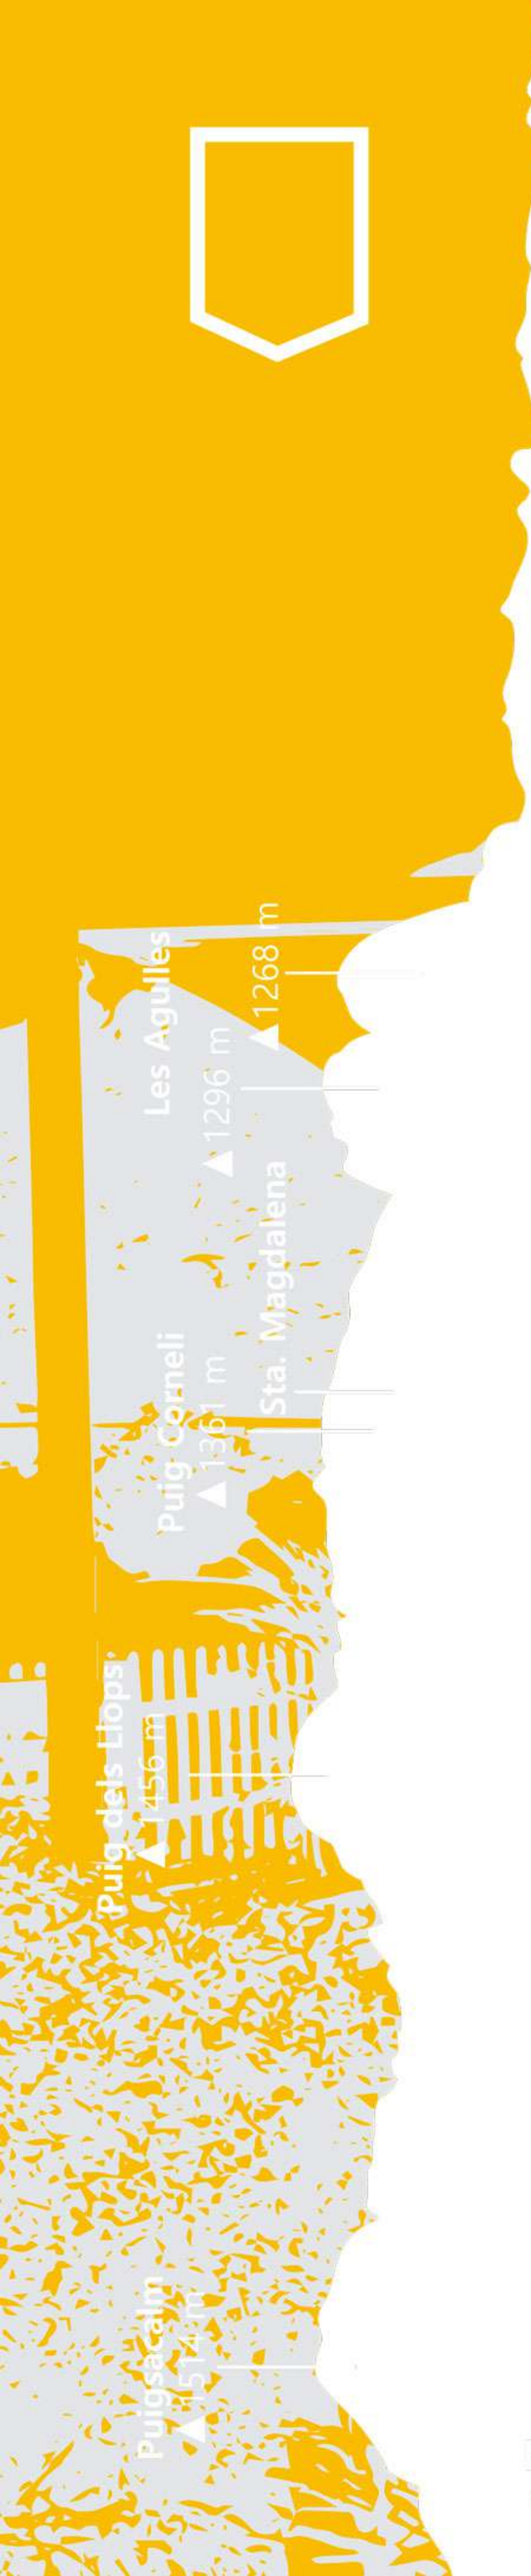 Puigsacalm
▲ 1514 m
Puig dels Llops
▲ 1456 m
Puig Corneli
▲ 1361 m
Sta. Magdalena
▲ 1296 m
Les Agulles
▲ 1268 m